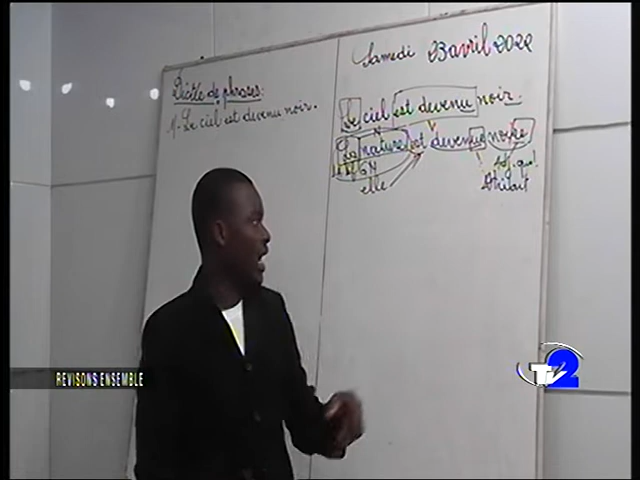 Samedi 23 avril 2022
Dictée de phrases:
1/- Le ciel est devenu noir.
Le ciel est devenu noir.
La nature est devenue noire
GN
elle
Adj. qual.
Attribut
REVISONS ENSEMBLE
TV2